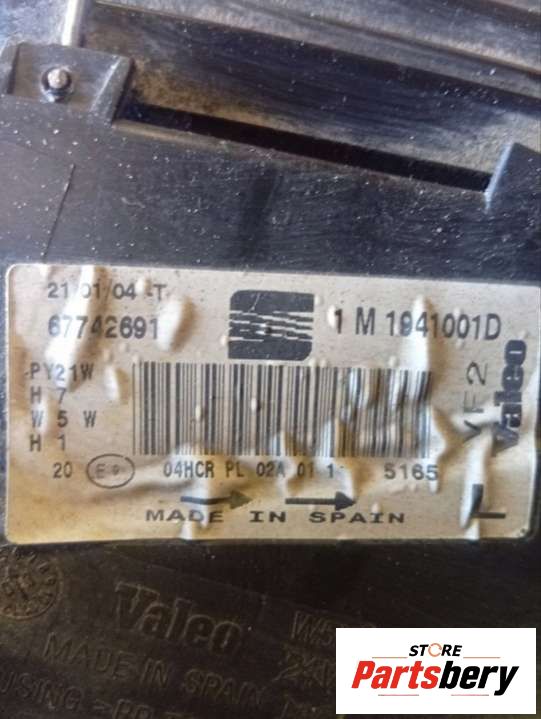 21/01/04 -T
67742691
1 M 1941001D
PY21W
H 7
W 5 W
H 1
20 E 9
04HCR PL 02A 01 1 5165
MADE IN SPAIN
VF2
Valeo
L
Valeo
MADE SPAIN
STORE
Partsbery